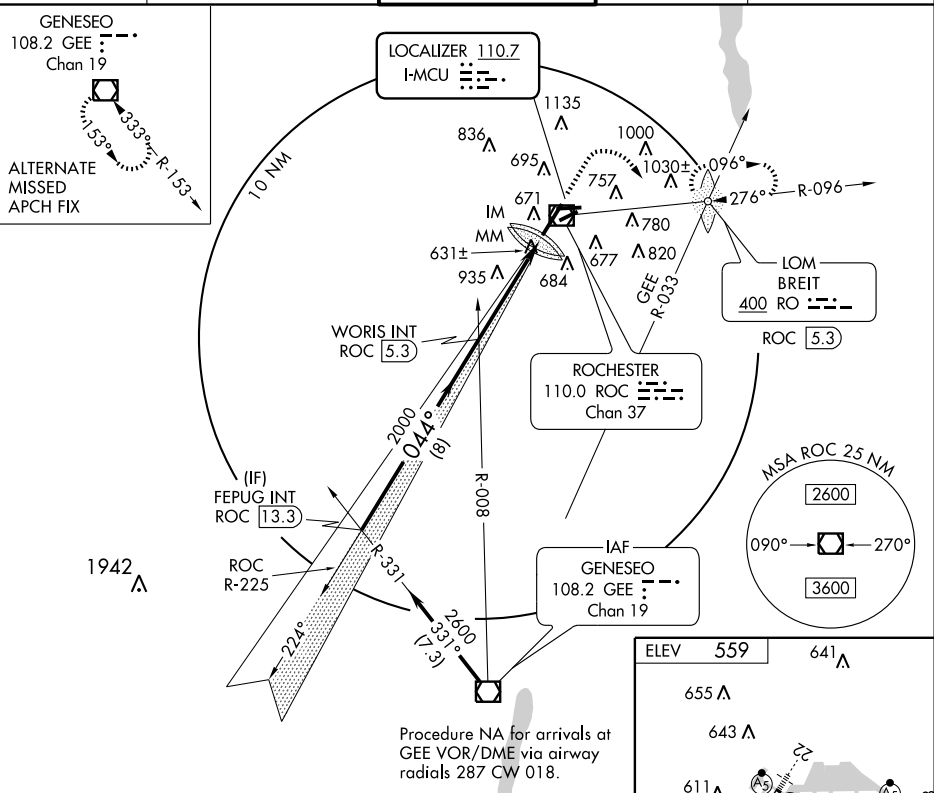 GENESEO
108.2 GEE
Chan 19
153°
333°
R-153
ALTERNATE
MISSED
APCH FIX
LOCALIZER 110.7
I-MCU
10 NM
1135
836
1000
695
1030±
757
096°
276°
R-096
671
IM
MM
780
631±
677
820
935
684
GEE
R-033
LOM
BREIT
400 RO
ROC 5.3
WORIS INT
ROC 5.3
ROCHESTER
110.0 ROC
Chan 37
2000
044°
(8)
R-008
MSA ROC 25 NM
2600
090°
270°
3600
(IF)
FEPUG INT
ROC 13.3
R-331
IAF
GENESEO
108.2 GEE
Chan 19
1942
ROC
R-225
224°
2600
331°
(7.3)
Procedure NA for arrivals at
GEE VOR/DME via airway
radials 287 CW 018.
ELEV 559
641
655
643
22
611
A5